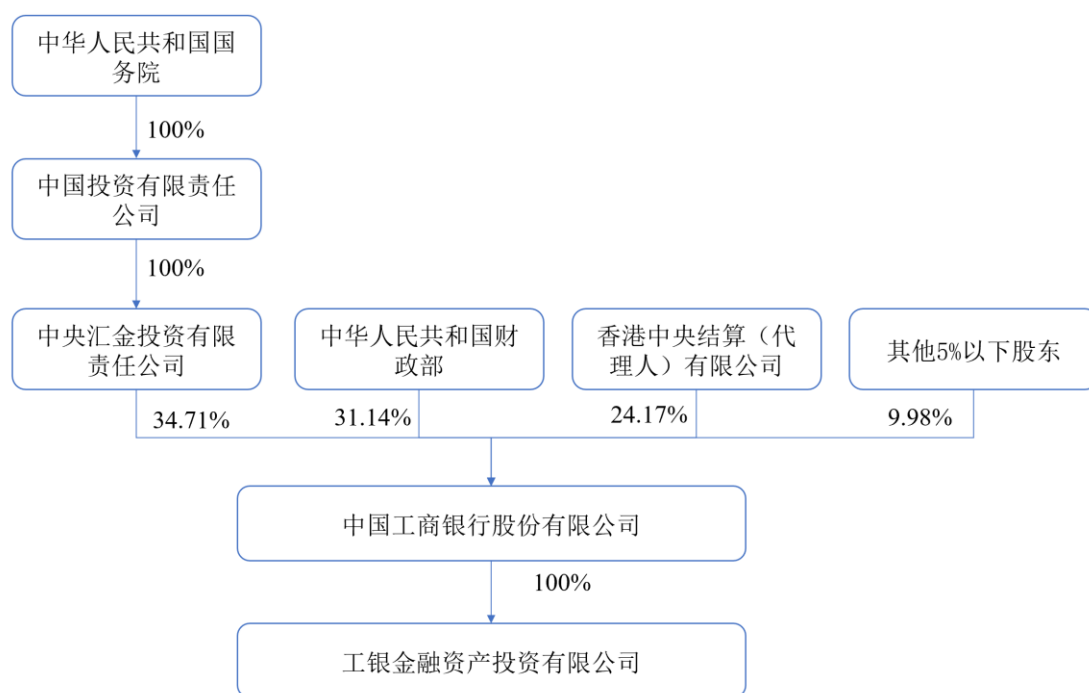 中华人民共和国国
务院
100%
中国投资有限责任
公司
100%
中央汇金投资有限
责任公司
中华人民共和国财
政部
香港中央结算（代
理人）有限公司
其他5%以下股东
34.71%
31.14%
24.17%
9.98%
中国工商银行股份有限公司
100%
工银金融资产投资有限公司